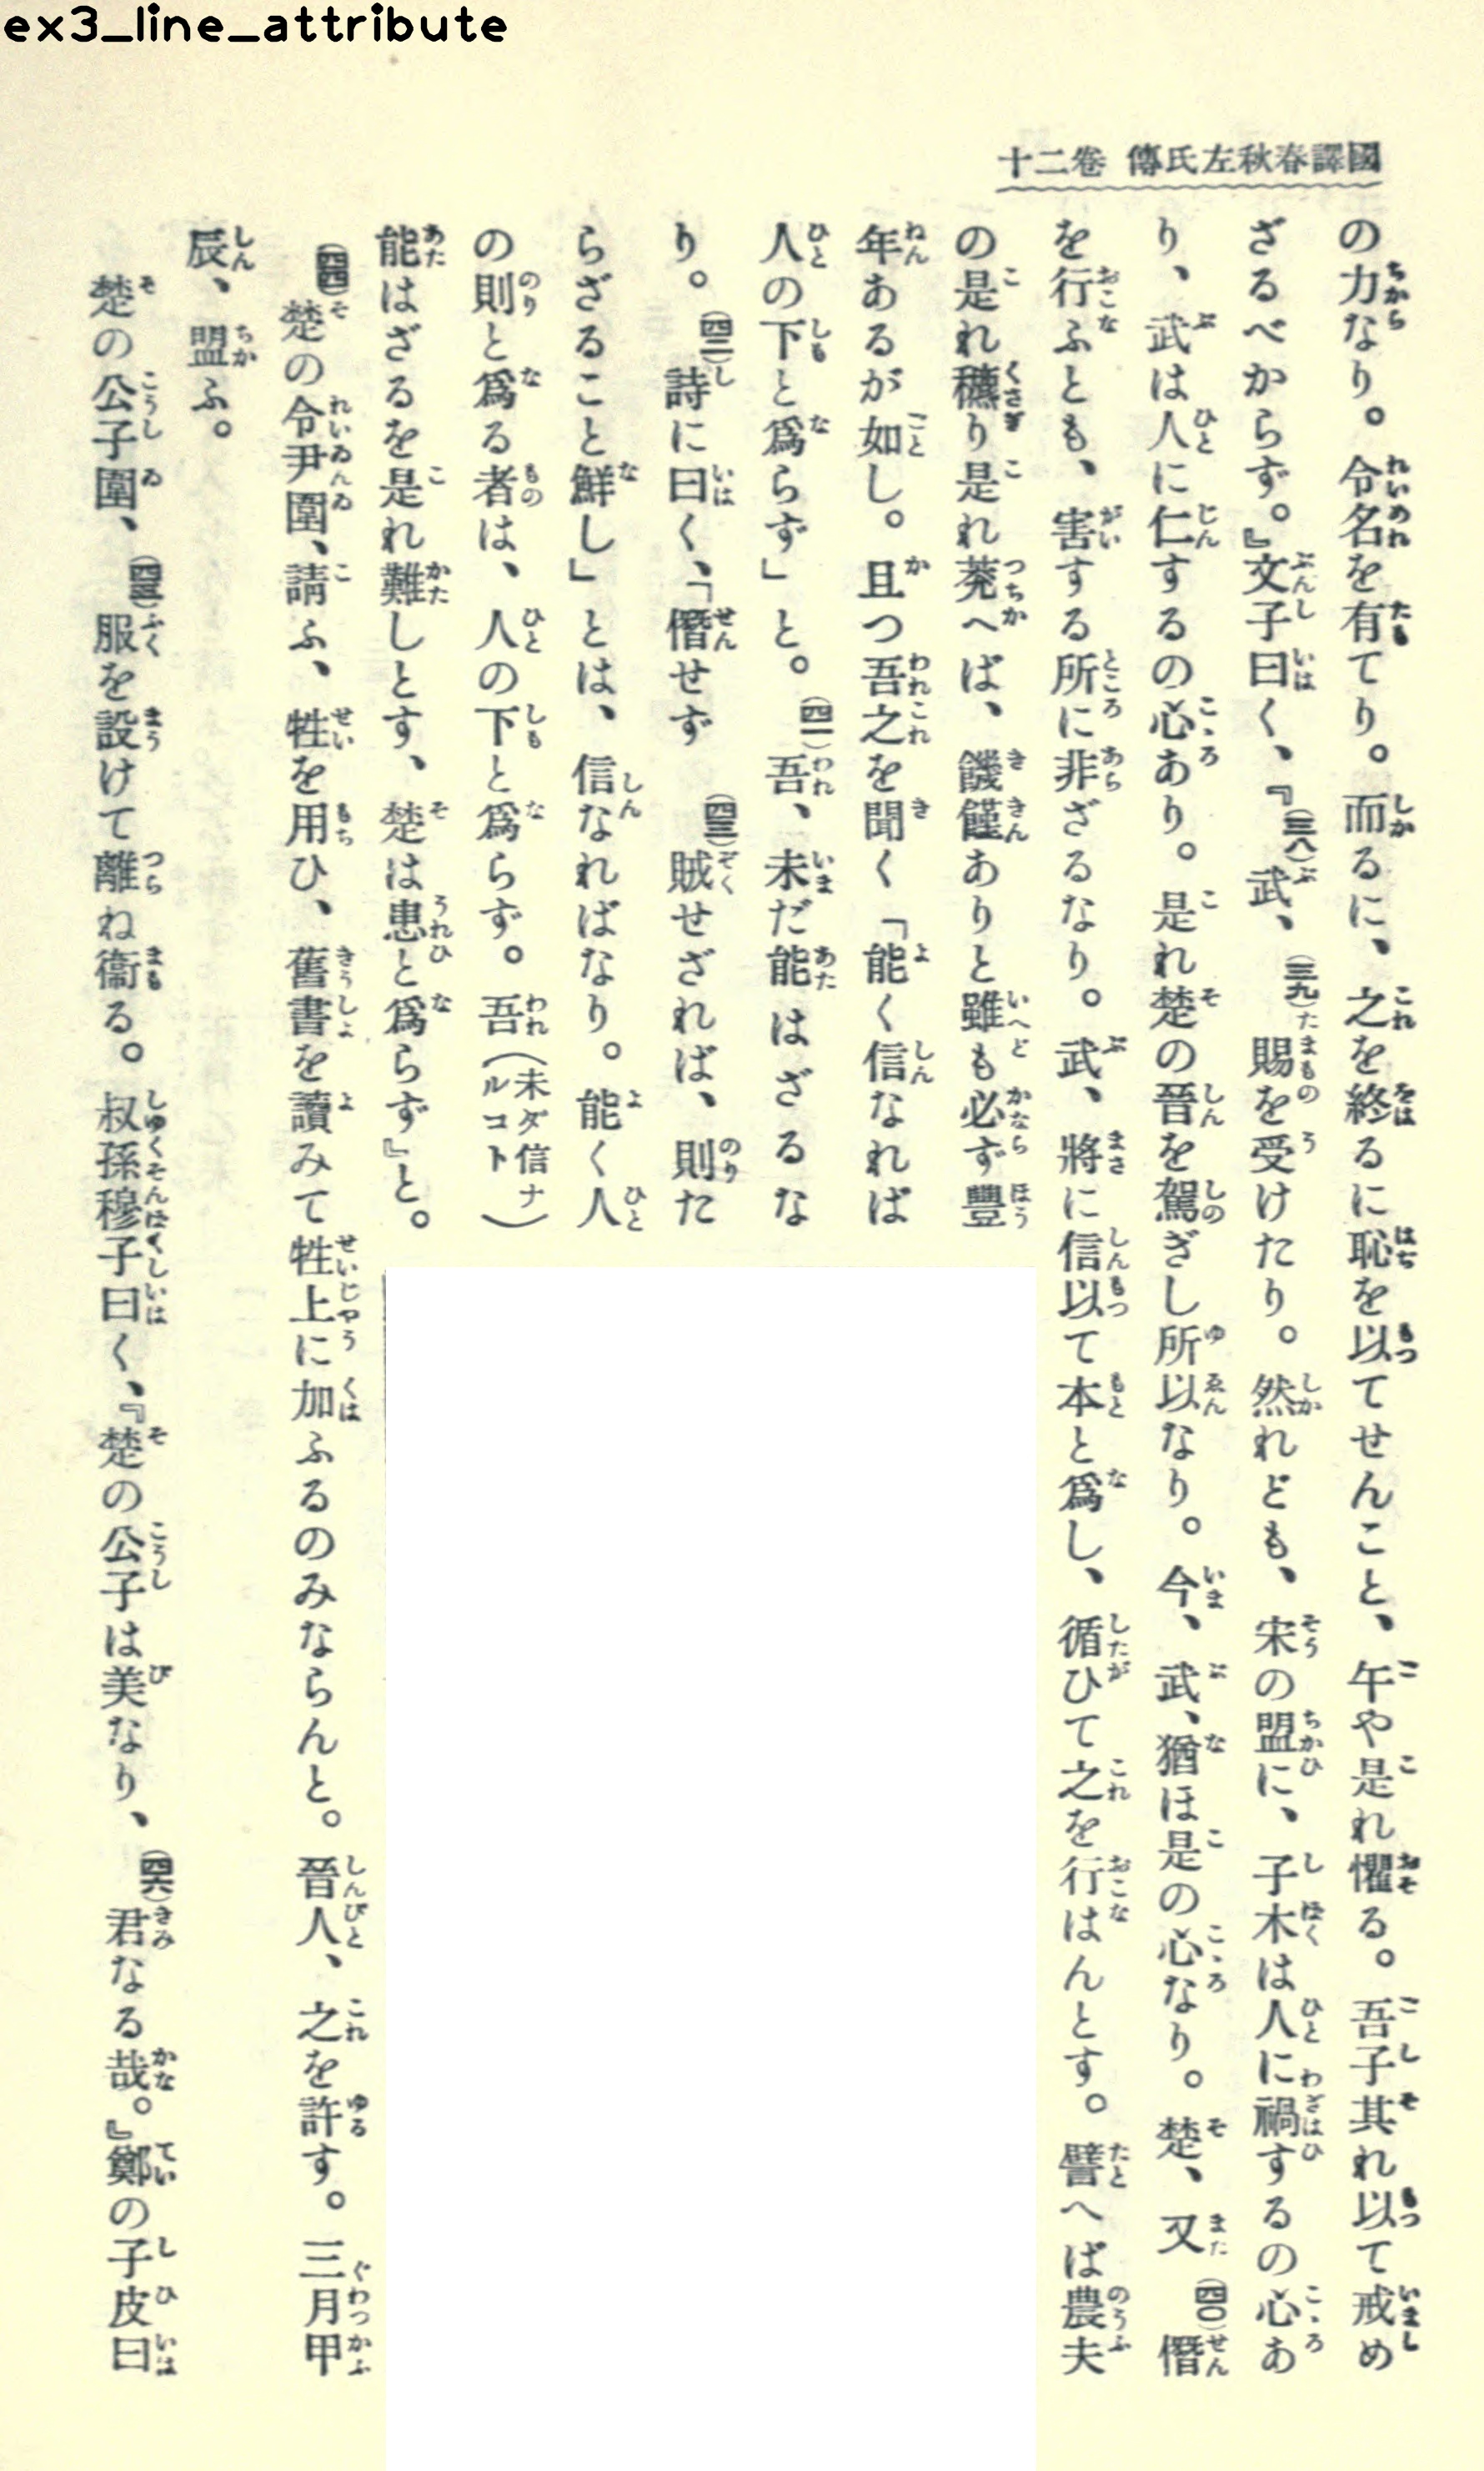 ex3_line_attribute
國譯春秋左氏傳 卷二十
の力なり。令名を有てり。而るに、之を終るに恥を以てせんこと、午や是れ懼る。吾子其れ以て戒め
ざるべからず。』文子曰く、『(三八)武、(三九)賜を受けたり。然れども、宋の盟に、子木は人に禍するの心あ
り、武は人に仁するの心あり。是れ楚の晉を駕ぎし所以なり。今、武、猶ほ是の心なり。楚、又(四〇)僭
を行ふとも、害する所に非ざるなり。武、將に信以て本と爲し、循ひて之を行はんとす。譬へば農夫
の是れ穮り是れ蓘へば、饑饉ありと雖も必ず豐
年あるが如し。且つ吾之を聞く「能く信なれば
人の下と爲らず」と。(四一)吾、未だ能はざるな
り。(四二)詩に曰く、「僭せず(四三)賊せざれば、則た
らざること鮮し」とは、信なればなり。能く人
の則と爲る者は、人の下と爲らず。吾(未ダ信ナルコト)
能はざるを是れ難しとす、楚は患と爲らず』と。
(四四)楚の令尹圍、請ふ、牲を用ひ、舊書を讀みて牲上に加ふるのみならんと。晉人、之を許す。三月甲
辰、盟ふ。
楚の公子圍、(四五)服を設けて離ね衞る。叔孫穆子曰く、『楚の公子は美なり、(四六)君なる哉。』鄭の子皮曰